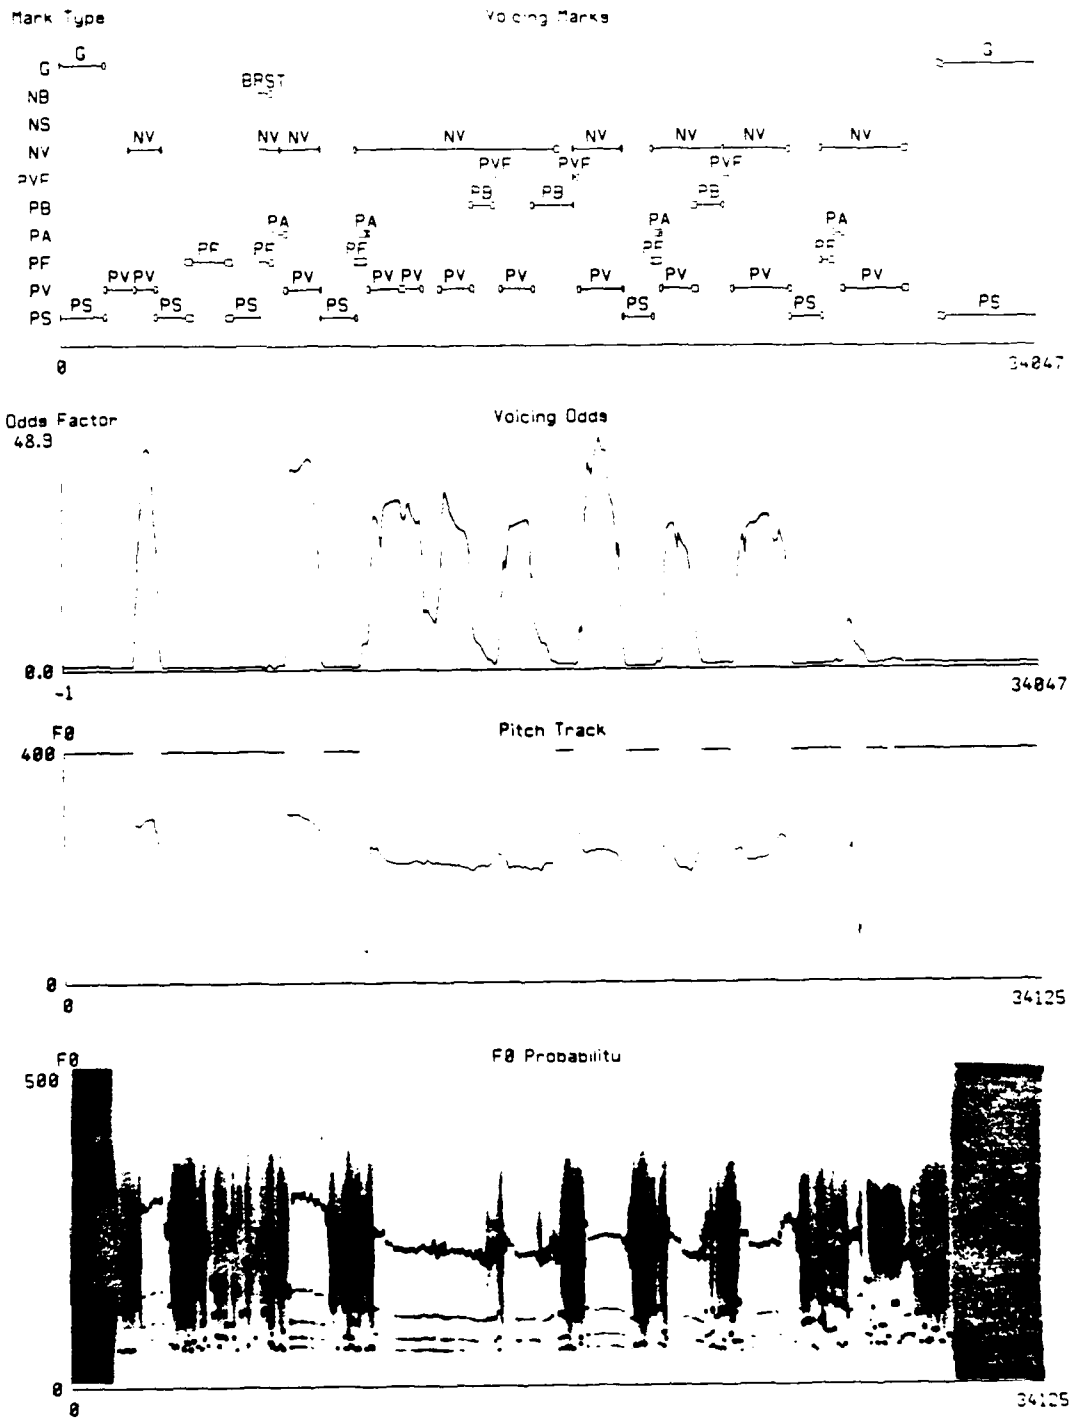 Mark Type Voicing Marks
G G G
NB BRST
NS
NV NV NV NV NV NV NV NV NV
PVF PVF PVF PVF
PB PB PB PB
PA PA PA PA PA
PF PF PF PF PF PF
PV PV PV PV PV PV PV PV PV PV PV PV
PS PS PS PS PS PS PS PS
0 34047
Odds Factor Voicing Odds
48.9
0.0
-1 34047
F0 Pitch Track
400
0
0 34125
F0 F0 Probability
500
0
0 34125